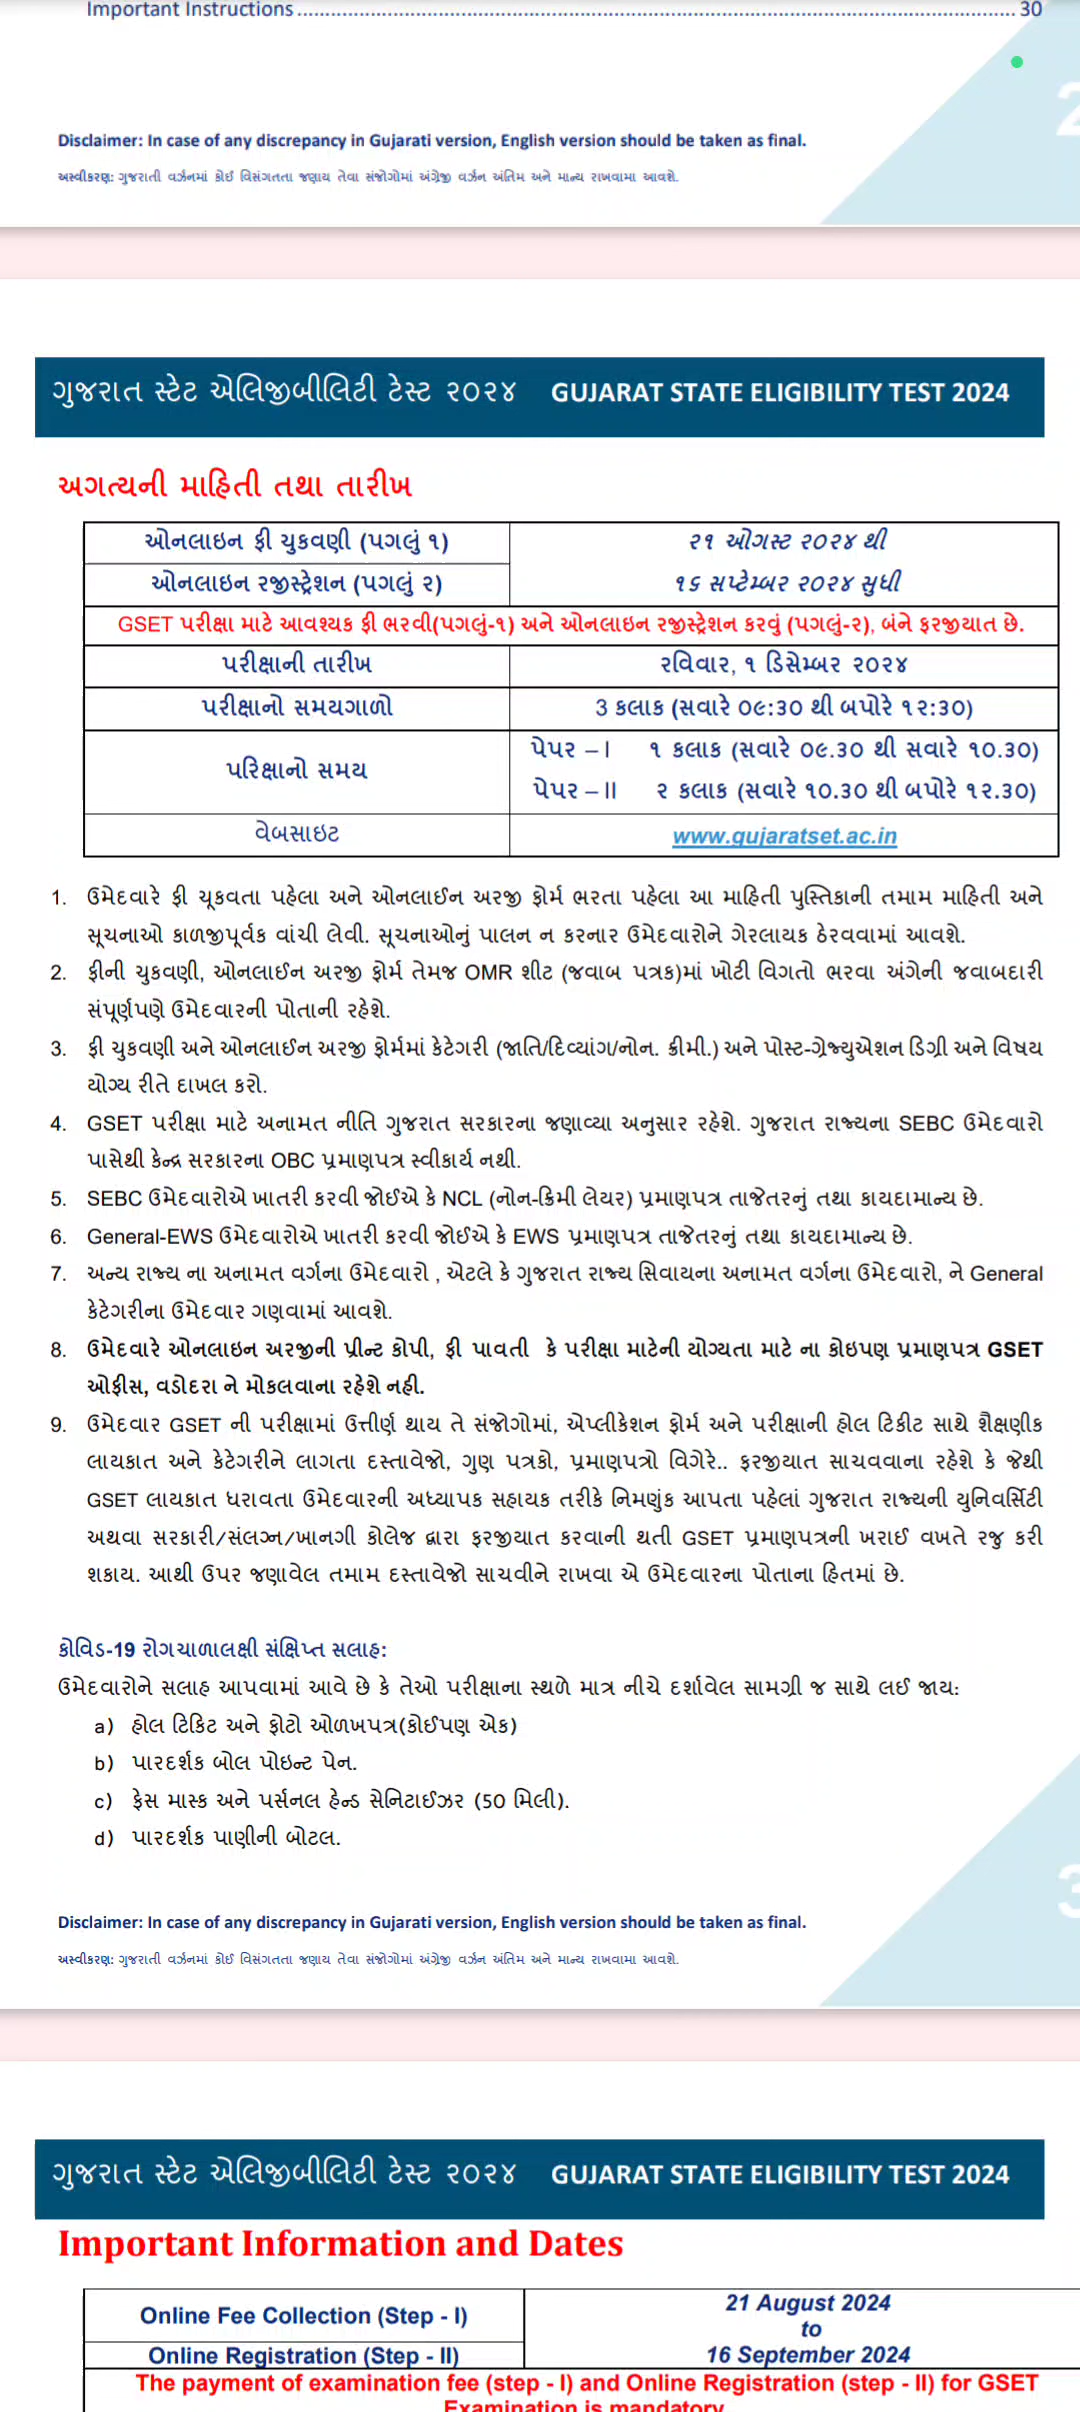 Important Instructions ........................................................................................................................ 30
2
Disclaimer: In case of any discrepancy in Gujarati version, English version should be taken as final.
અસ્વીકરણ: ગુજરાતી વર્ઝનમાં કોઈ વિસંગતતા જણાય તેવા સંજોગોમાં અંગ્રેજી વર્ઝન અંતિમ અને માન્ય રાખવામા આવશે.
ગુજરાત સ્ટેટ એલિજીબીલિટી ટેસ્ટ ૨૦૨૪ GUJARAT STATE ELIGIBILITY TEST 2024
અગત્યની માહિતી તથા તારીખ
ઓનલાઇન ફી ચુકવણી (પગલું ૧)
૨૧ ઓગસ્ટ ૨૦૨૪ થી
ઓનલાઇન રજીસ્ટ્રેશન (પગલું ૨)
૧૬ સપ્ટેમ્બર ૨૦૨૪ સુધી
GSET પરીક્ષા માટે આવશ્યક ફી ભરવી(પગલું-૧) અને ઓનલાઇન રજીસ્ટ્રેશન કરવું (પગલું-૨), બંને ફરજીયાત છે.
પરીક્ષાની તારીખ રવિવાર, ૧ ડિસેમ્બર ૨૦૨૪
પરીક્ષાનો સમયગાળો 3 કલાક (સવારે ૦૯:૩૦ થી બપોરે ૧૨:૩૦)
પરિક્ષાનો સમય
પેપર – I ૧ કલાક (સવારે ૦૯.૩૦ થી સવારે ૧૦.૩૦)
પેપર – II ૨ કલાક (સવારે ૧૦.૩૦ થી બપોરે ૧૨.૩૦)
વેબસાઇટ www.gujaratset.ac.in
1. ઉમેદવારે ફી ચૂકવતા પહેલા અને ઓનલાઈન અરજી ફોર્મ ભરતા પહેલા આ માહિતી પુસ્તિકાની તમામ માહિતી અને
સૂચનાઓ કાળજીપૂર્વક વાંચી લેવી. સૂચનાઓનું પાલન ન કરનાર ઉમેદવારોને ગેરલાયક ઠેરવવામાં આવશે.
2. ફીની ચુકવણી, ઓનલાઈન અરજી ફોર્મ તેમજ OMR શીટ (જવાબ પત્રક)માં ખોટી વિગતો ભરવા અંગેની જવાબદારી
સંપૂર્ણપણે ઉમેદવારની પોતાની રહેશે.
3. ફી ચુકવણી અને ઓનલાઈન અરજી ફોર્મમાં કેટેગરી (જાતિ/દિવ્યાંગ/નોન. ક્રીમી.) અને પોસ્ટ-ગ્રેજ્યુએશન ડિગ્રી અને વિષય
યોગ્ય રીતે દાખલ કરો.
4. GSET પરીક્ષા માટે અનામત નીતિ ગુજરાત સરકારના જણાવ્યા અનુસાર રહેશે. ગુજરાત રાજ્યના SEBC ઉમેદવારો
પાસેથી કેન્દ્ર સરકારના OBC પ્રમાણપત્ર સ્વીકાર્ય નથી.
5. SEBC ઉમેદવારોએ ખાતરી કરવી જોઈએ કે NCL (નોન-ક્રિમી લેયર) પ્રમાણપત્ર તાજેતરનું તથા કાયદામાન્ય છે.
6. General-EWS ઉમેદવારોએ ખાતરી કરવી જોઈએ કે EWS પ્રમાણપત્ર તાજેતરનું તથા કાયદામાન્ય છે.
7. અન્ય રાજ્ય ના અનામત વર્ગના ઉમેદવારો , એટલે કે ગુજરાત રાજ્ય સિવાયના અનામત વર્ગના ઉમેદવારો, ને General
કેટેગરીના ઉમેદવાર ગણવામાં આવશે.
8. ઉમેદવારે ઓનલાઇન અરજીની પ્રીન્ટ કોપી, ફી પાવતી કે પરીક્ષા માટેની યોગ્યતા માટે ના કોઇપણ પ્રમાણપત્ર GSET
ઓફીસ, વડોદરા ને મોકલવાના રહેશે નહી.
9. ઉમેદવાર GSET ની પરીક્ષામાં ઉત્તીર્ણ થાય તે સંજોગોમાં, એપ્લીકેશન ફોર્મ અને પરીક્ષાની હોલ ટિકીટ સાથે શૈક્ષણીક
લાયકાત અને કેટેગરીને લાગતા દસ્તાવેજો, ગુણ પત્રકો, પ્રમાણપત્રો વિગેરે.. ફરજીયાત સાચવવાના રહેશે કે જેથી
GSET લાયકાત ધરાવતા ઉમેદવારની અધ્યાપક સહાયક તરીકે નિમણુંક આપતા પહેલાં ગુજરાત રાજ્યની યુનિવર્સિટી
અથવા સરકારી/સંલગ્ન/ખાનગી કોલેજ દ્વારા ફરજીયાત કરવાની થતી GSET પ્રમાણપત્રની ખરાઈ વખતે રજુ કરી
શકાય. આથી ઉપર જણાવેલ તમામ દસ્તાવેજો સાચવીને રાખવા એ ઉમેદવારના પોતાના હિતમાં છે.
કોવિડ-19 રોગચાળાલક્ષી સંક્ષિપ્ત સલાહ:
ઉમેદવારોને સલાહ આપવામાં આવે છે કે તેઓ પરીક્ષાના સ્થળે માત્ર નીચે દર્શાવેલ સામગ્રી જ સાથે લઈ જાય:
a) હોલ ટિકિટ અને ફોટો ઓળખપત્ર(કોઈપણ એક)
b) પારદર્શક બોલ પોઇન્ટ પેન.
c) ફેસ માસ્ક અને પર્સનલ હેન્ડ સેનિટાઈઝર (50 મિલી).
d) પારદર્શક પાણીની બોટલ.
3
Disclaimer: In case of any discrepancy in Gujarati version, English version should be taken as final.
અસ્વીકરણ: ગુજરાતી વર્ઝનમાં કોઈ વિસંગતતા જણાય તેવા સંજોગોમાં અંગ્રેજી વર્ઝન અંતિમ અને માન્ય રાખવામા આવશે.
ગુજરાત સ્ટેટ એલિજીબીલિટી ટેસ્ટ ૨૦૨૪ GUJARAT STATE ELIGIBILITY TEST 2024
Important Information and Dates
Online Fee Collection (Step - I)
21 August 2024
to
Online Registration (Step - II)
16 September 2024
The payment of examination fee (step - I) and Online Registration (step - II) for GSET
Examination is mandatory